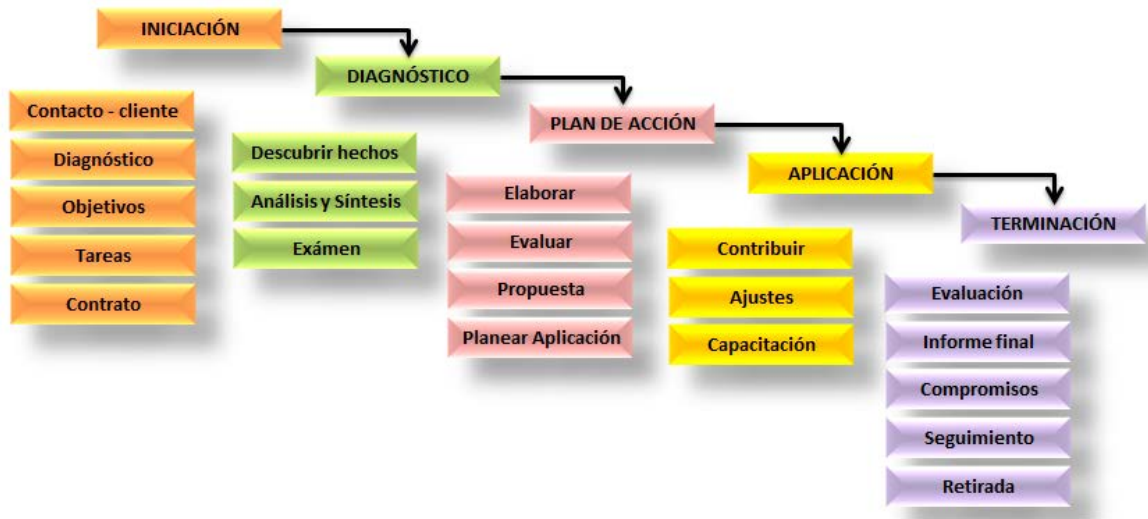 INICIACIÓN
DIAGNÓSTICO
PLAN DE ACCIÓN
APLICACIÓN
TERMINACIÓN
Contacto - cliente
Diagnóstico
Objetivos
Tareas
Contrato
Descubrir hechos
Análisis y Síntesis
Exámen
Elaborar
Evaluar
Propuesta
Planear Aplicación
Contribuir
Ajustes
Capacitación
Evaluación
Informe final
Compromisos
Seguimiento
Retirada